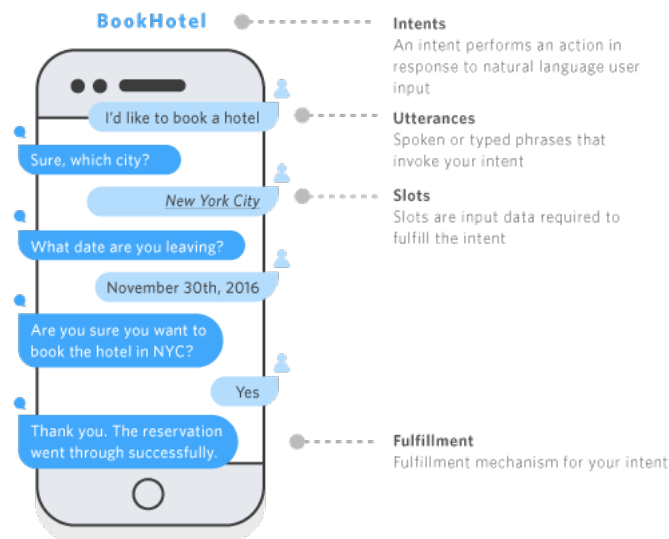 BookHotel
Intents
An intent performs an action in
response to natural language user
input
I'd like to book a hotel
Utterances
Spoken or typed phrases that
invoke your intent
Sure, which city?
New York City
Slots
Slots are input data required to
fulfill the intent
What date are you leaving?
November 30th, 2016
Are you sure you want to
book the hotel in NYC?
Yes
Thank you. The reservation
went through successfully.
Fulfillment
Fulfillment mechanism for your intent